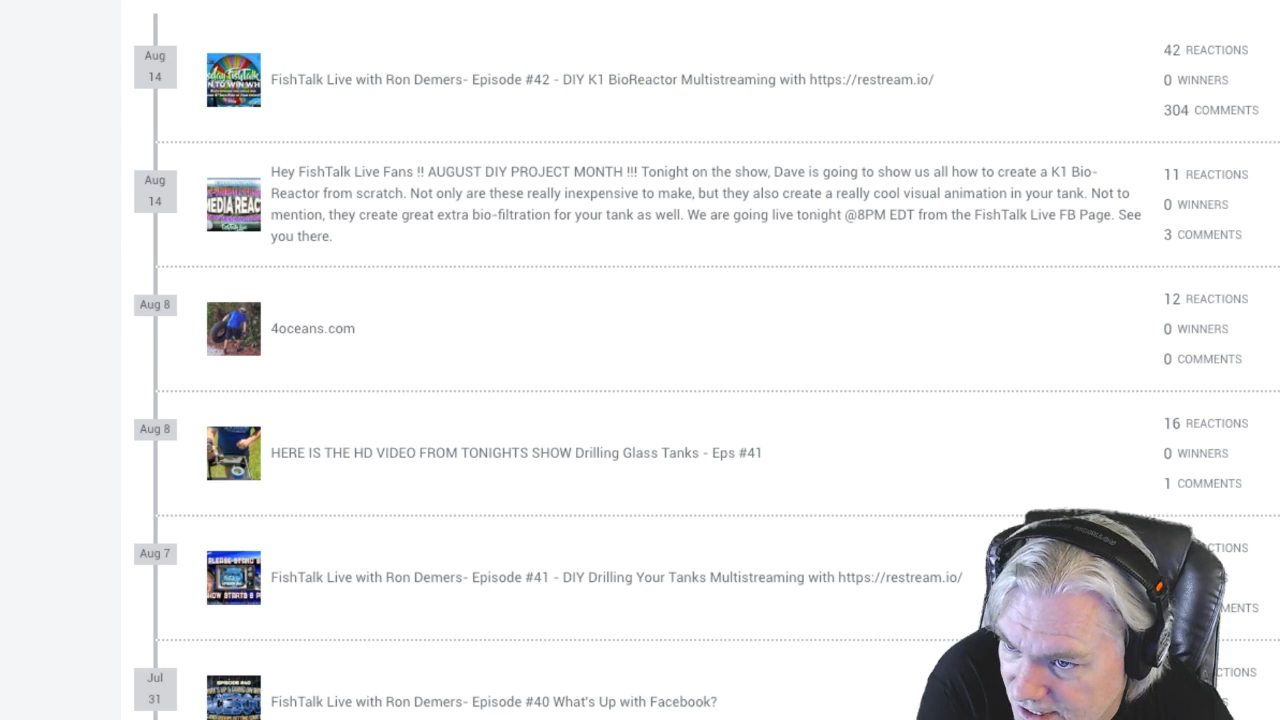 Aug
14
FishTalk Live with Ron Demers- Episode #42 - DIY K1 BioReactor Multistreaming with https://restream.io/
42 REACTIONS
0 WINNERS
304 COMMENTS
Aug
14
Hey FishTalk Live Fans !! AUGUST DIY PROJECT MONTH !!! Tonight on the show, Dave is going to show us all how to create a K1 Bio-
Reactor from scratch. Not only are these really inexpensive to make, but they also create a really cool visual animation in your tank. Not to
mention, they create great extra bio-filtration for your tank as well. We are going live tonight @8PM EDT from the FishTalk Live FB Page. See
you there.
11 REACTIONS
0 WINNERS
3 COMMENTS
Aug 8
4oceans.com
12 REACTIONS
0 WINNERS
0 COMMENTS
Aug 8
HERE IS THE HD VIDEO FROM TONIGHTS SHOW Drilling Glass Tanks - Eps #41
16 REACTIONS
0 WINNERS
1 COMMENTS
Aug 7
FishTalk Live with Ron Demers- Episode #41 - DIY Drilling Your Tanks Multistreaming with https://restream.io/
Jul
31
FishTalk Live with Ron Demers- Episode #40 What's Up with Facebook?